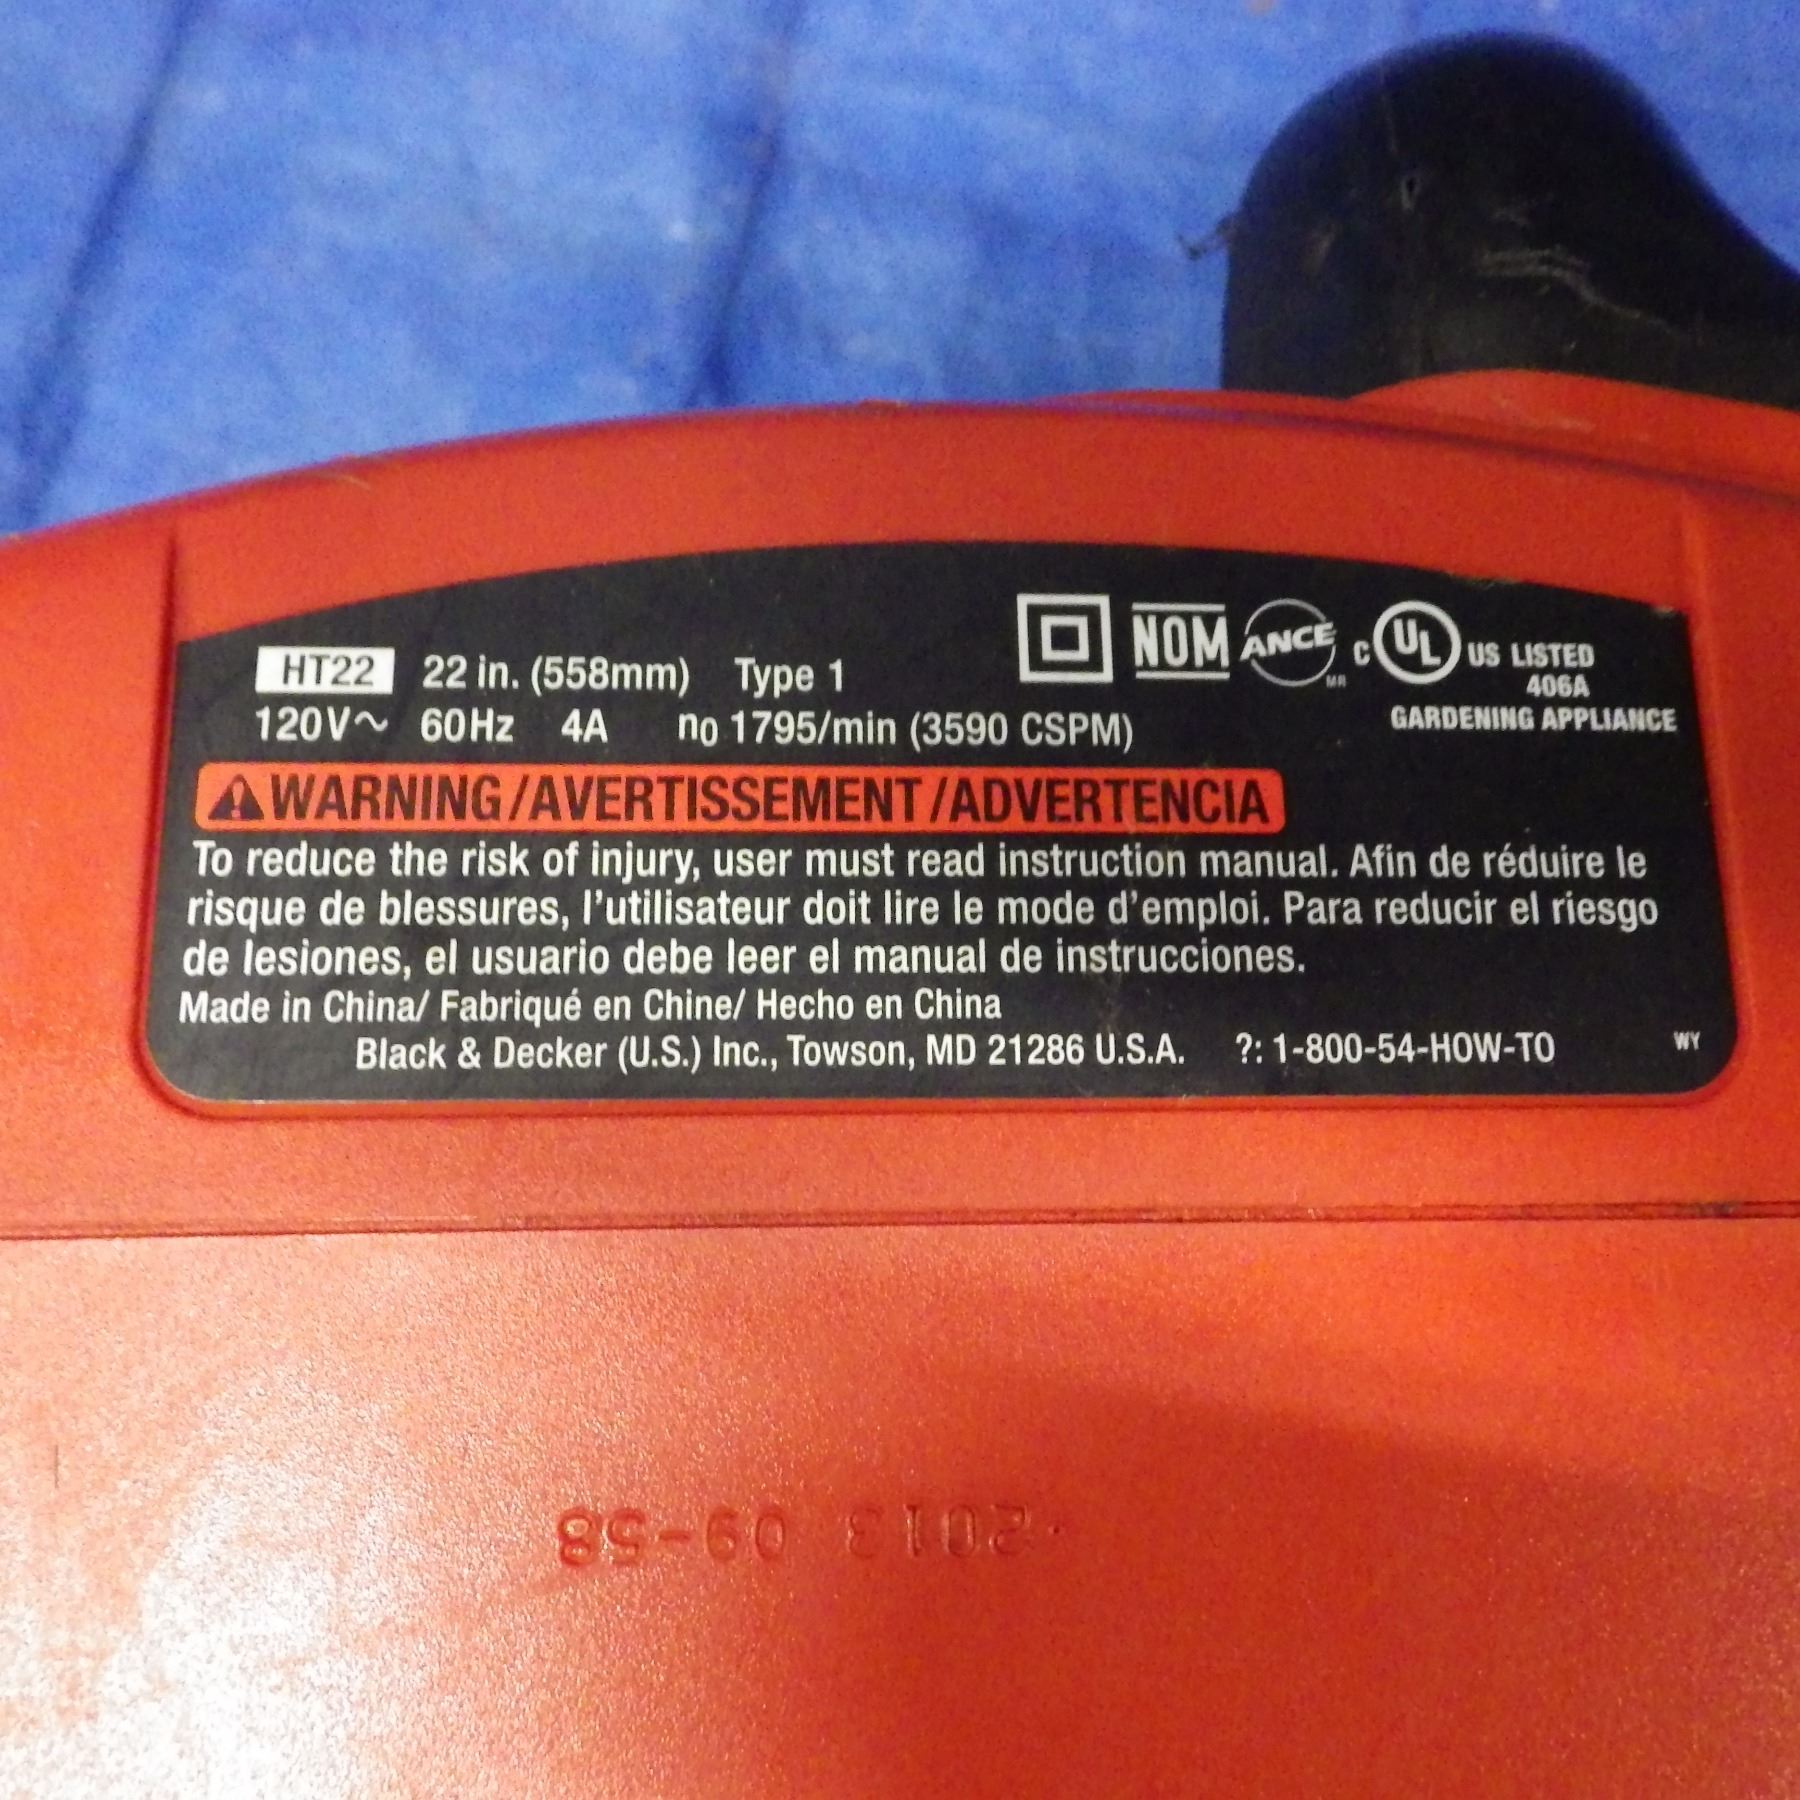 HT22 22 in. (558mm) Type 1
120V~ 60Hz 4A no 1795/min (3590 CSPM)
NOM ANCE MR C UL US LISTED
406A
GARDENING APPLIANCE
WARNING/AVERTISSEMENT/ADVERTENCIA
To reduce the risk of injury, user must read instruction manual. Afin de réduire le
risque de blessures, l'utilisateur doit lire le mode d'emploi. Para reducir el riesgo
de lesiones, el usuario debe leer el manual de instrucciones.
Made in China/ Fabriqué en Chine/ Hecho en China
Black & Decker (U.S.) Inc., Towson, MD 21286 U.S.A. ?: 1-800-54-HOW-TO WY
2013 09-58